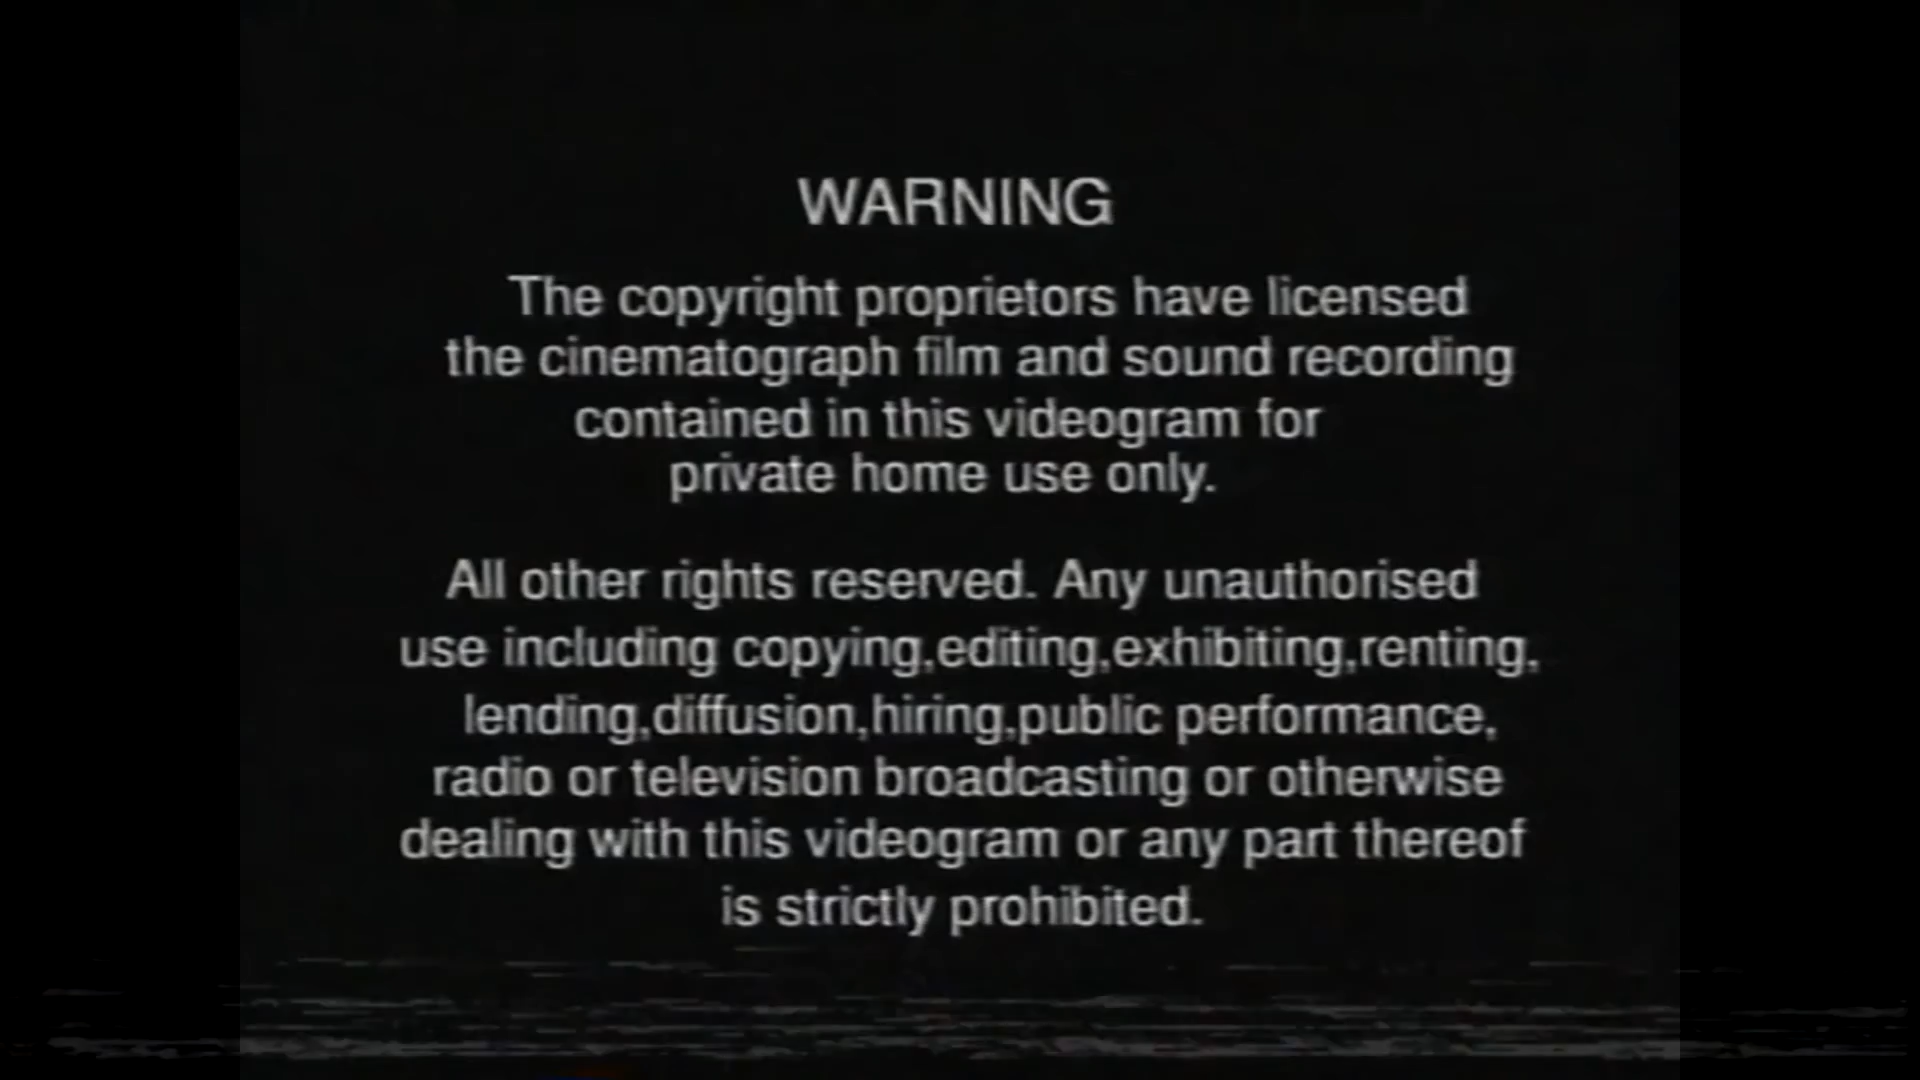 WARNING
The copyright proprietors have licensed
the cinematograph film and sound recording
contained in this videogram for
private home use only.
All other rights reserved. Any unauthorised
use including copying,editing,exhibiting,renting,
lending,diffusion,hiring,public performance,
radio or television broadcasting or otherwise
dealing with this videogram or any part thereof
is strictly prohibited.